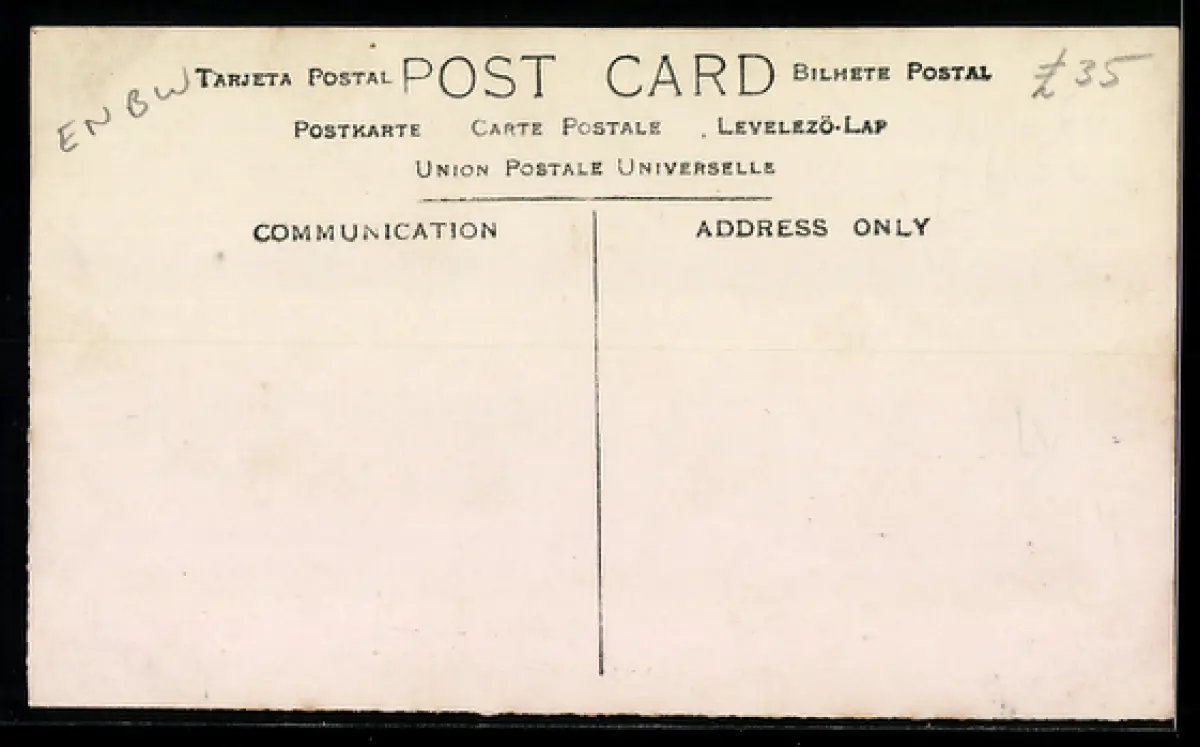 ENBW
TARJETA POSTAL POST CARD BILHETE POSTAL £35
POSTKARTE CARTE POSTALE LEVELEZÖ-LAP
UNION POSTALE UNIVERSELLE
COMMUNICATION ADDRESS ONLY